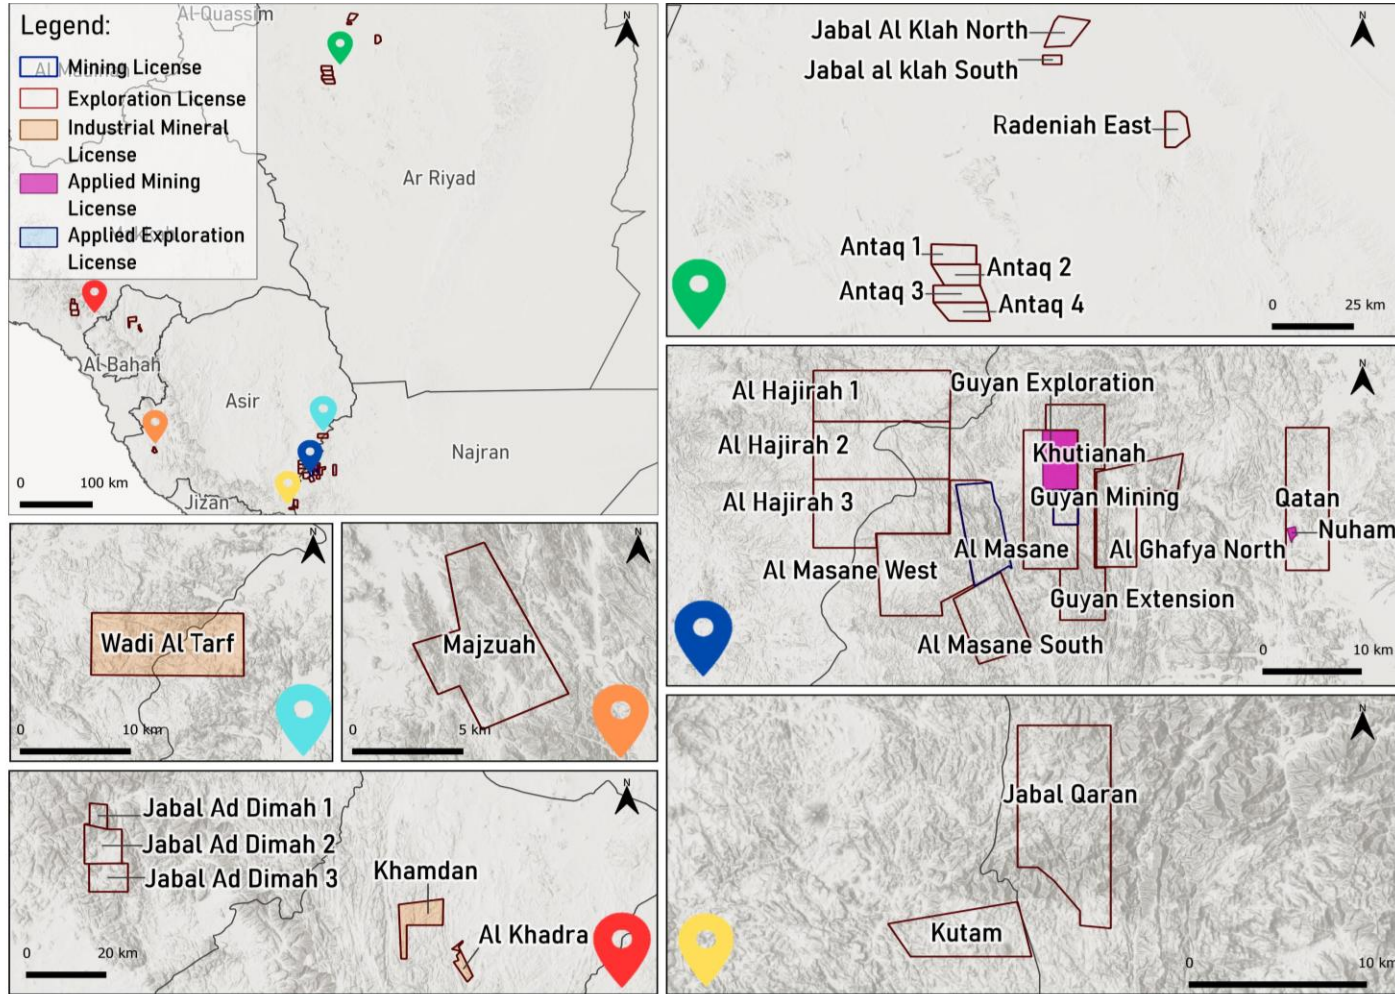 Al-Quassim
Legend:
Mining License
Exploration License
Industrial Mineral
License
Applied Mining
License
Applied Exploration
License
Ar Riyad
Al-Bahah
Asir
Najran
Jizan
0 100 km
N
Jabal Al Klah North
Jabal al klah South
Radeniah East
Antaq 1
Antaq 2
Antaq 3
Antaq 4
0 25 km
N
Al Hajirah 1
Guyan Exploration
Al Hajirah 2
Khutianah
Al Hajirah 3
Guyan Mining
Qatan
Nuham
Al Masane
Al Ghafya North
Al Masane West
Guyan Extension
Al Masane South
0 10 km
N
Wadi Al Tarf
0 10 km
N
Majzuah
0 5 km
N
Jabal Ad Dimah 1
Jabal Ad Dimah 2
Jabal Ad Dimah 3
Khamdan
Al Khadra
0 20 km
N
Jabal Qaran
Kutam
0 10 km
N